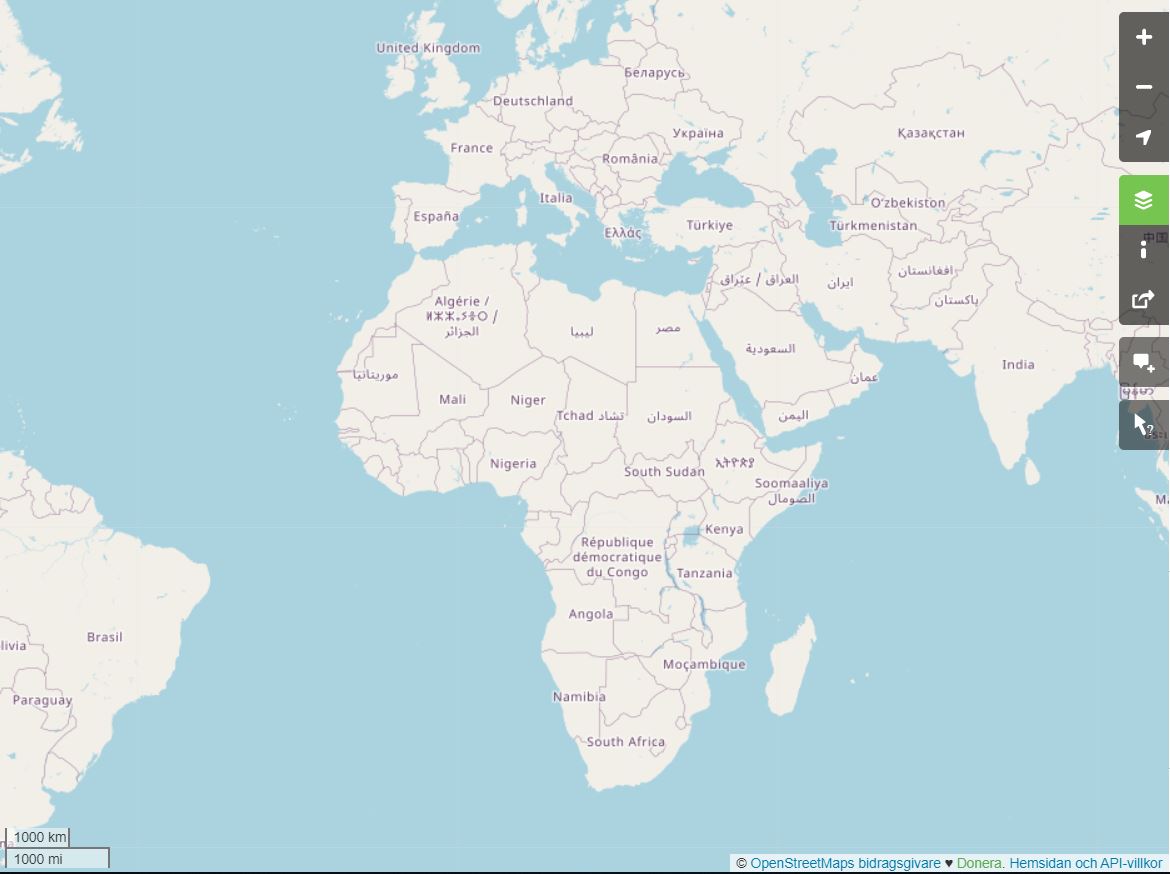 United Kingdom
Беларусь
Deutschland
Україна
Қазақстан
France
România
Italia
O'zbekiston
España
Türkiye
Türkmenistan
Ελλάς
中国
افغانستان
العراق / عێراق
ایران
پاکستان
Algérie /
ⵍⵣⵣⴰⵢⴻⵔ /
الجزائر
مصر
ليبيا
السعودية
India
موريتانيا
عمان
Mali
Niger
Tchad تشاد
السودان
اليمن
Nigeria
South Sudan
ኢትዮጵያ
Soomaaliya
الصومال
Kenya
République
démocratique
du Congo
Tanzania
Angola
Brasil
livia
Moçambique
Paraguay
Namibia
South Africa
1000 km
1000 mi
© OpenStreetMaps bidragsgivare ♥ Donera. Hemsidan och API-villkor